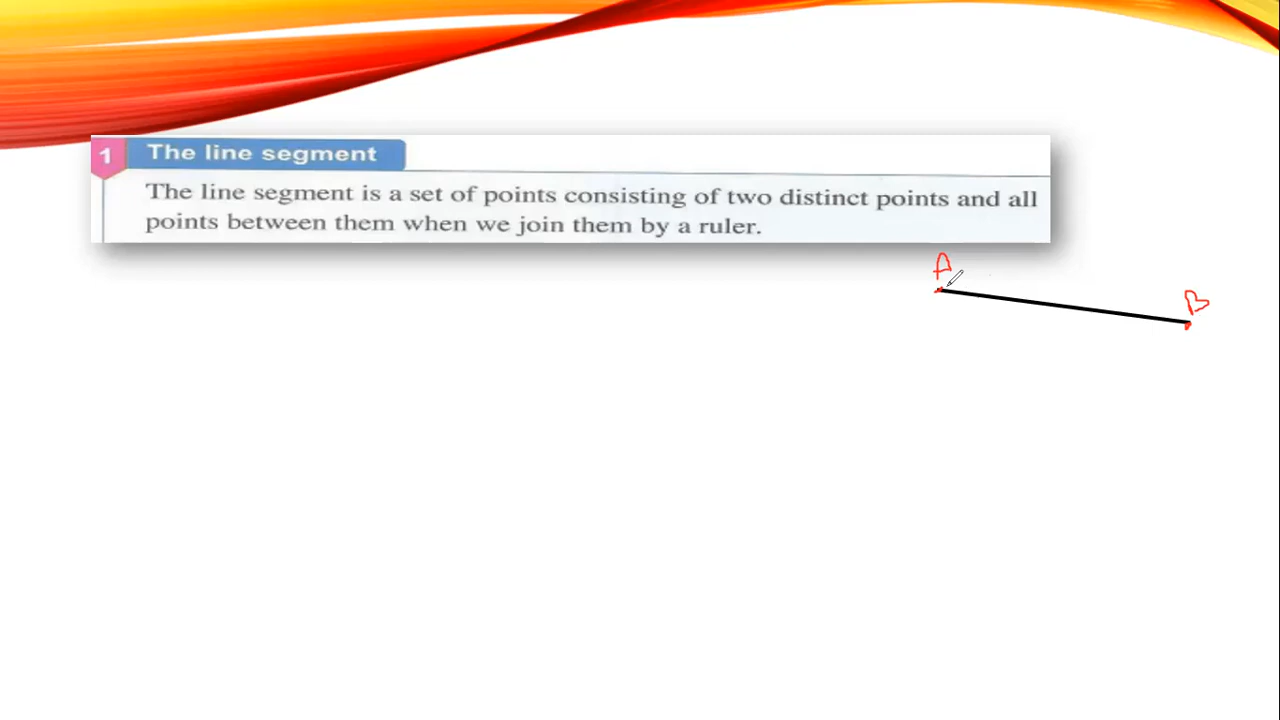 1 The line segment
The line segment is a set of points consisting of two distinct points and all
points between them when we join them by a ruler.
A
B